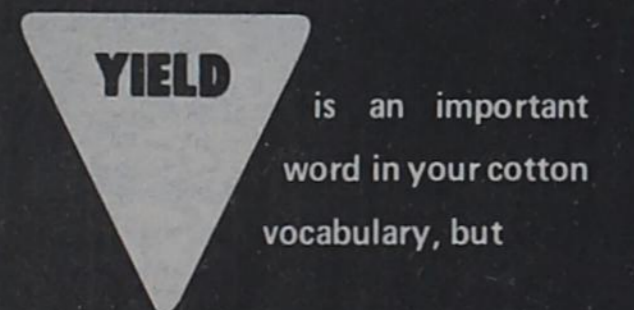 YIELD
is an important
word in your cotton
vocabulary, but